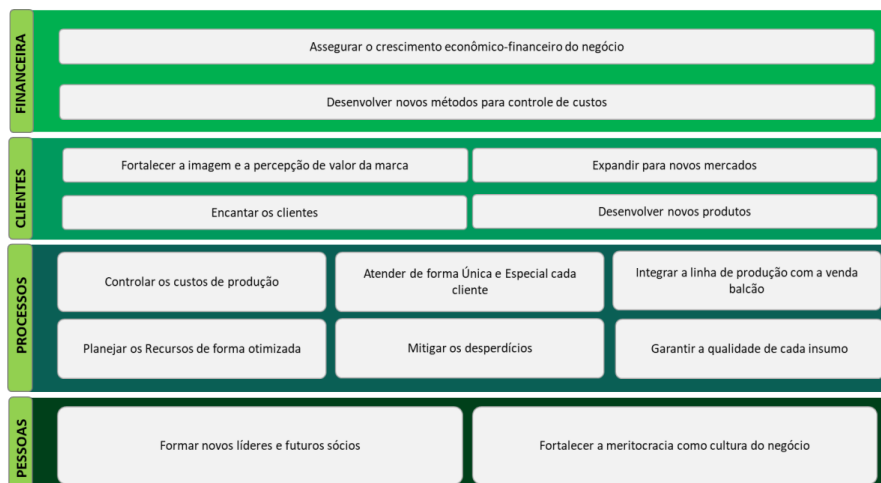 FINANCEIRA
Assegurar o crescimento econômico-financeiro do negócio
Desenvolver novos métodos para controle de custos
CLIENTES
Fortalecer a imagem e a percepção de valor da marca
Expandir para novos mercados
Encantar os clientes
Desenvolver novos produtos
PROCESSOS
Controlar os custos de produção
Atender de forma Única e Especial cada
cliente
Integrar a linha de produção com a venda
balcão
Planejar os Recursos de forma otimizada
Mitigar os desperdícios
Garantir a qualidade de cada insumo
PESSOAS
Formar novos líderes e futuros sócios
Fortalecer a meritocracia como cultura do negócio